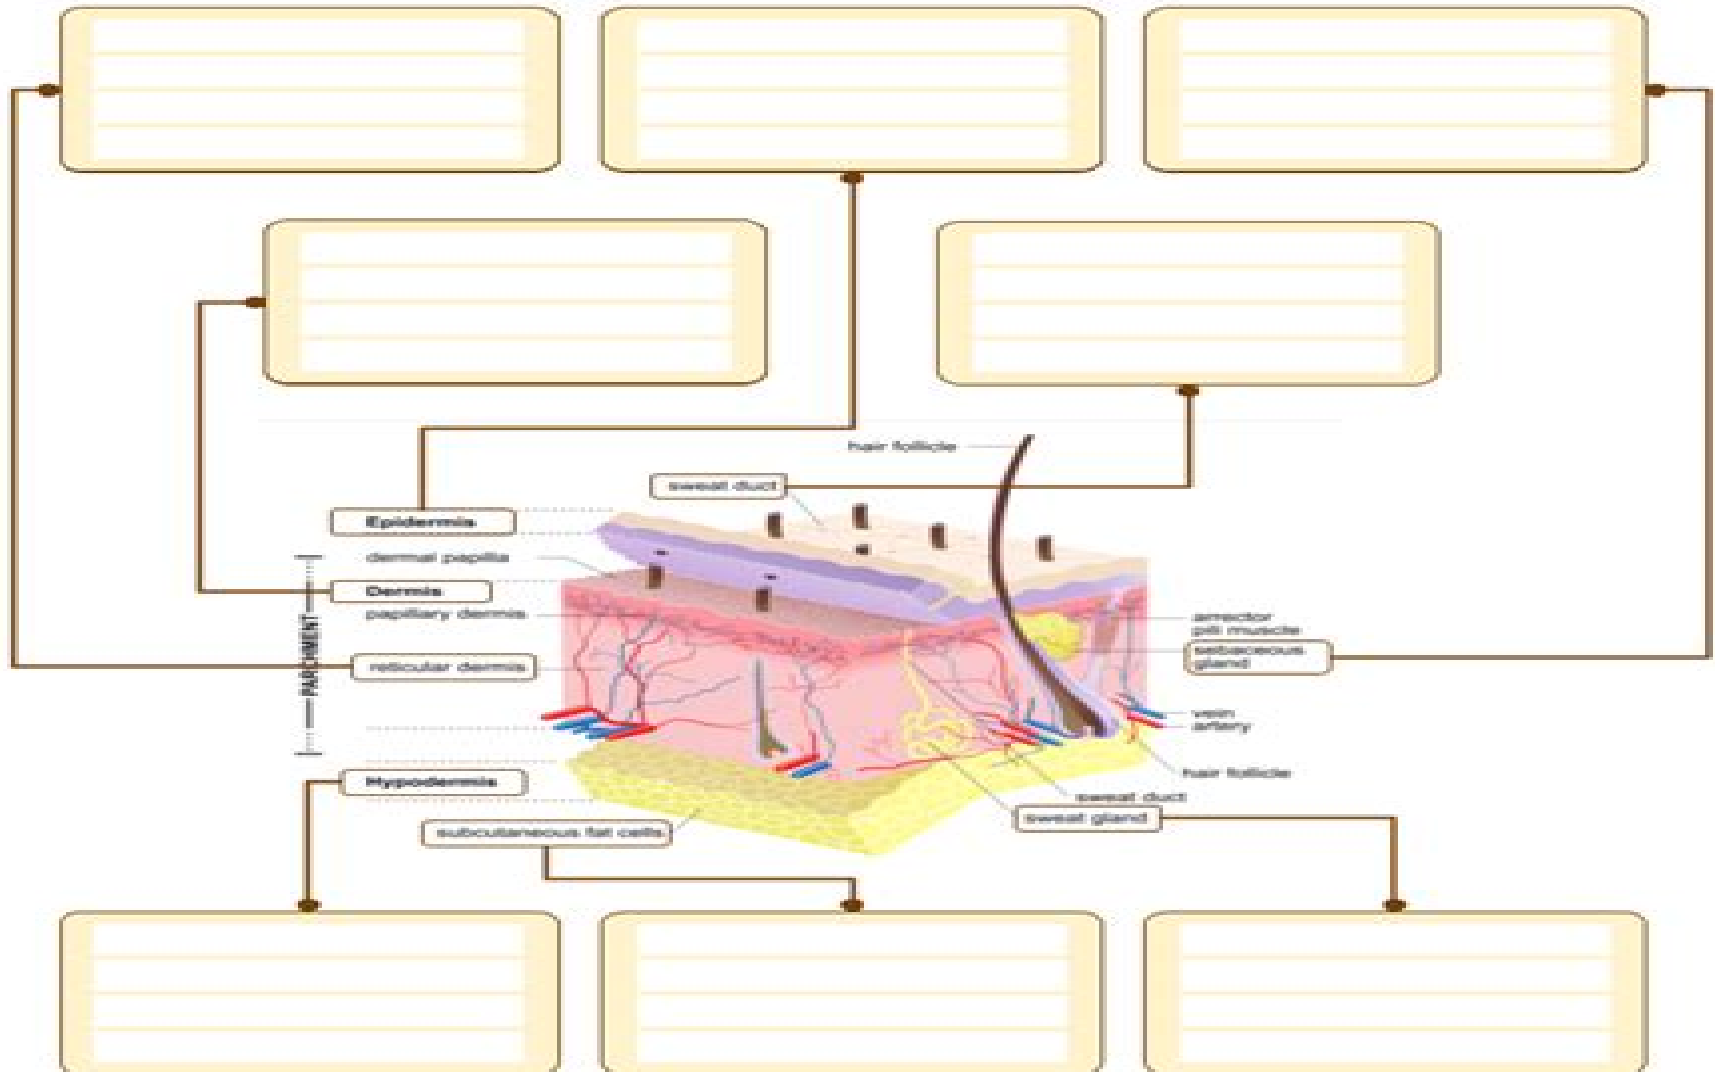 hair follicle
sweat duct
Epidermis
dermal papilla
Dermis
papillary dermis
arrector
pili muscle
reticular dermis
sebaceous
gland
PARCHMENT
vein
artery
Hypodermis
hair follicle
sweat duct
sweat gland
subcutaneous fat cells